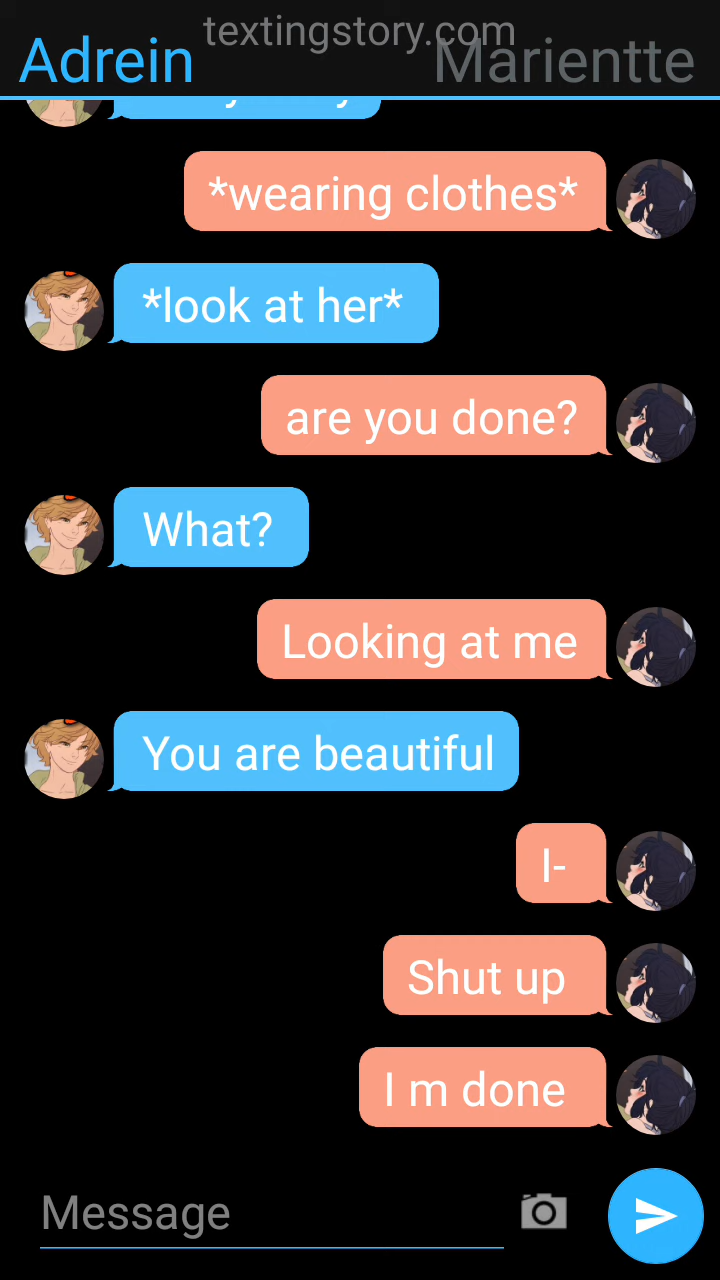 textingstory.com
Adrein
Marientte
*wearing clothes*
*look at her*
are you done?
What?
Looking at me
You are beautiful
I-
Shut up
I m done
Message